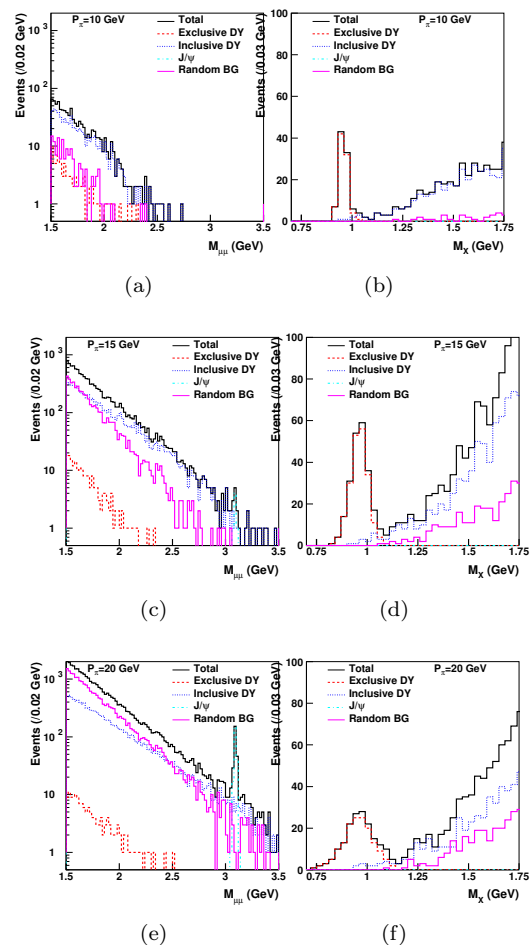 P_π=10 GeV
Total
Exclusive DY
Inclusive DY
J/ψ
Random BG
Events (/0.02 GeV)
10³
10²
10
1
1.5 2 2.5 3 3.5
M_μμ (GeV)
(a)
P_π=10 GeV
Total
Exclusive DY
Inclusive DY
J/ψ
Random BG
Events (/0.03 GeV)
100
80
60
40
20
0
0.75 1 1.25 1.5 1.75
M_X (GeV)
(b)
P_π=15 GeV
Total
Exclusive DY
Inclusive DY
J/ψ
Random BG
Events (/0.02 GeV)
10³
10²
10
1
1.5 2 2.5 3 3.5
M_μμ (GeV)
(c)
P_π=15 GeV
Total
Exclusive DY
Inclusive DY
J/ψ
Random BG
Events (/0.03 GeV)
100
80
60
40
20
0
0.75 1 1.25 1.5 1.75
M_X (GeV)
(d)
P_π=20 GeV
Total
Exclusive DY
Inclusive DY
J/ψ
Random BG
Events (/0.02 GeV)
10³
10²
10
1
1.5 2 2.5 3 3.5
M_μμ (GeV)
(e)
P_π=20 GeV
Total
Exclusive DY
Inclusive DY
J/ψ
Random BG
Events (/0.03 GeV)
100
80
60
40
20
0
0.75 1 1.25 1.5 1.75
M_X (GeV)
(f)